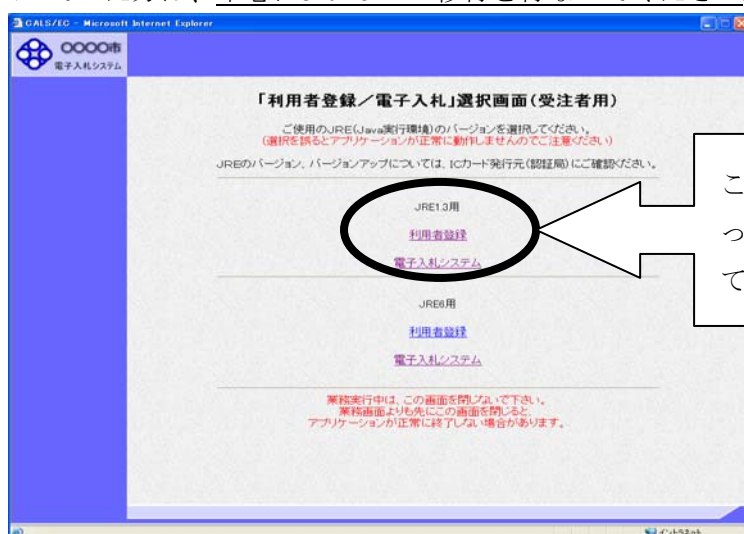 CALS/EC - Microsoft Internet Explorer
○○○○市
電子入札システム
「利用者登録／電子入札」選択画面(受注者用)
ご使用のJRE(Java実行環境)のバージョンを選択してください。
(選択を誤るとアプリケーションが正常に動作しませんのでご注意ください)
JREのバージョン、バージョンアップについては、ICカード発行元(認証局)にご確認ください。
JRE1.3用
利用者登録
電子入札システム
JRE6用
利用者登録
電子入札システム
業務実行中は、この画面を閉じないで下さい。
業務画面よりも先にこの画面を閉じると、
アプリケーションが正常に終了しない場合があります。
こ
っ
て
イントラネット